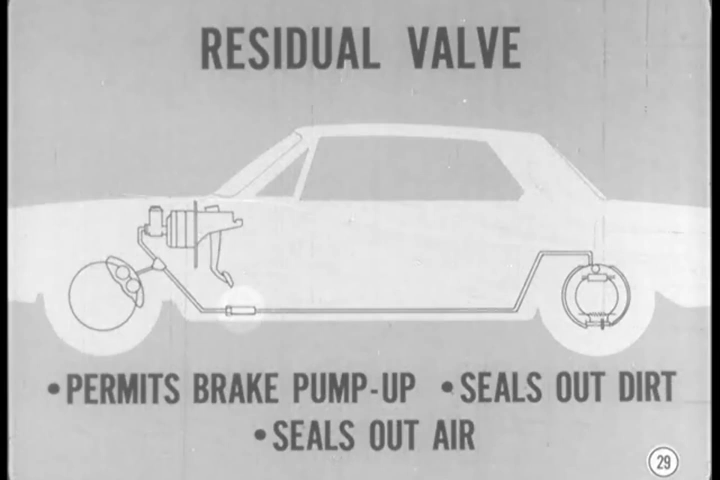 RESIDUAL VALVE
•PERMITS BRAKE PUMP-UP •SEALS OUT DIRT
•SEALS OUT AIR
29